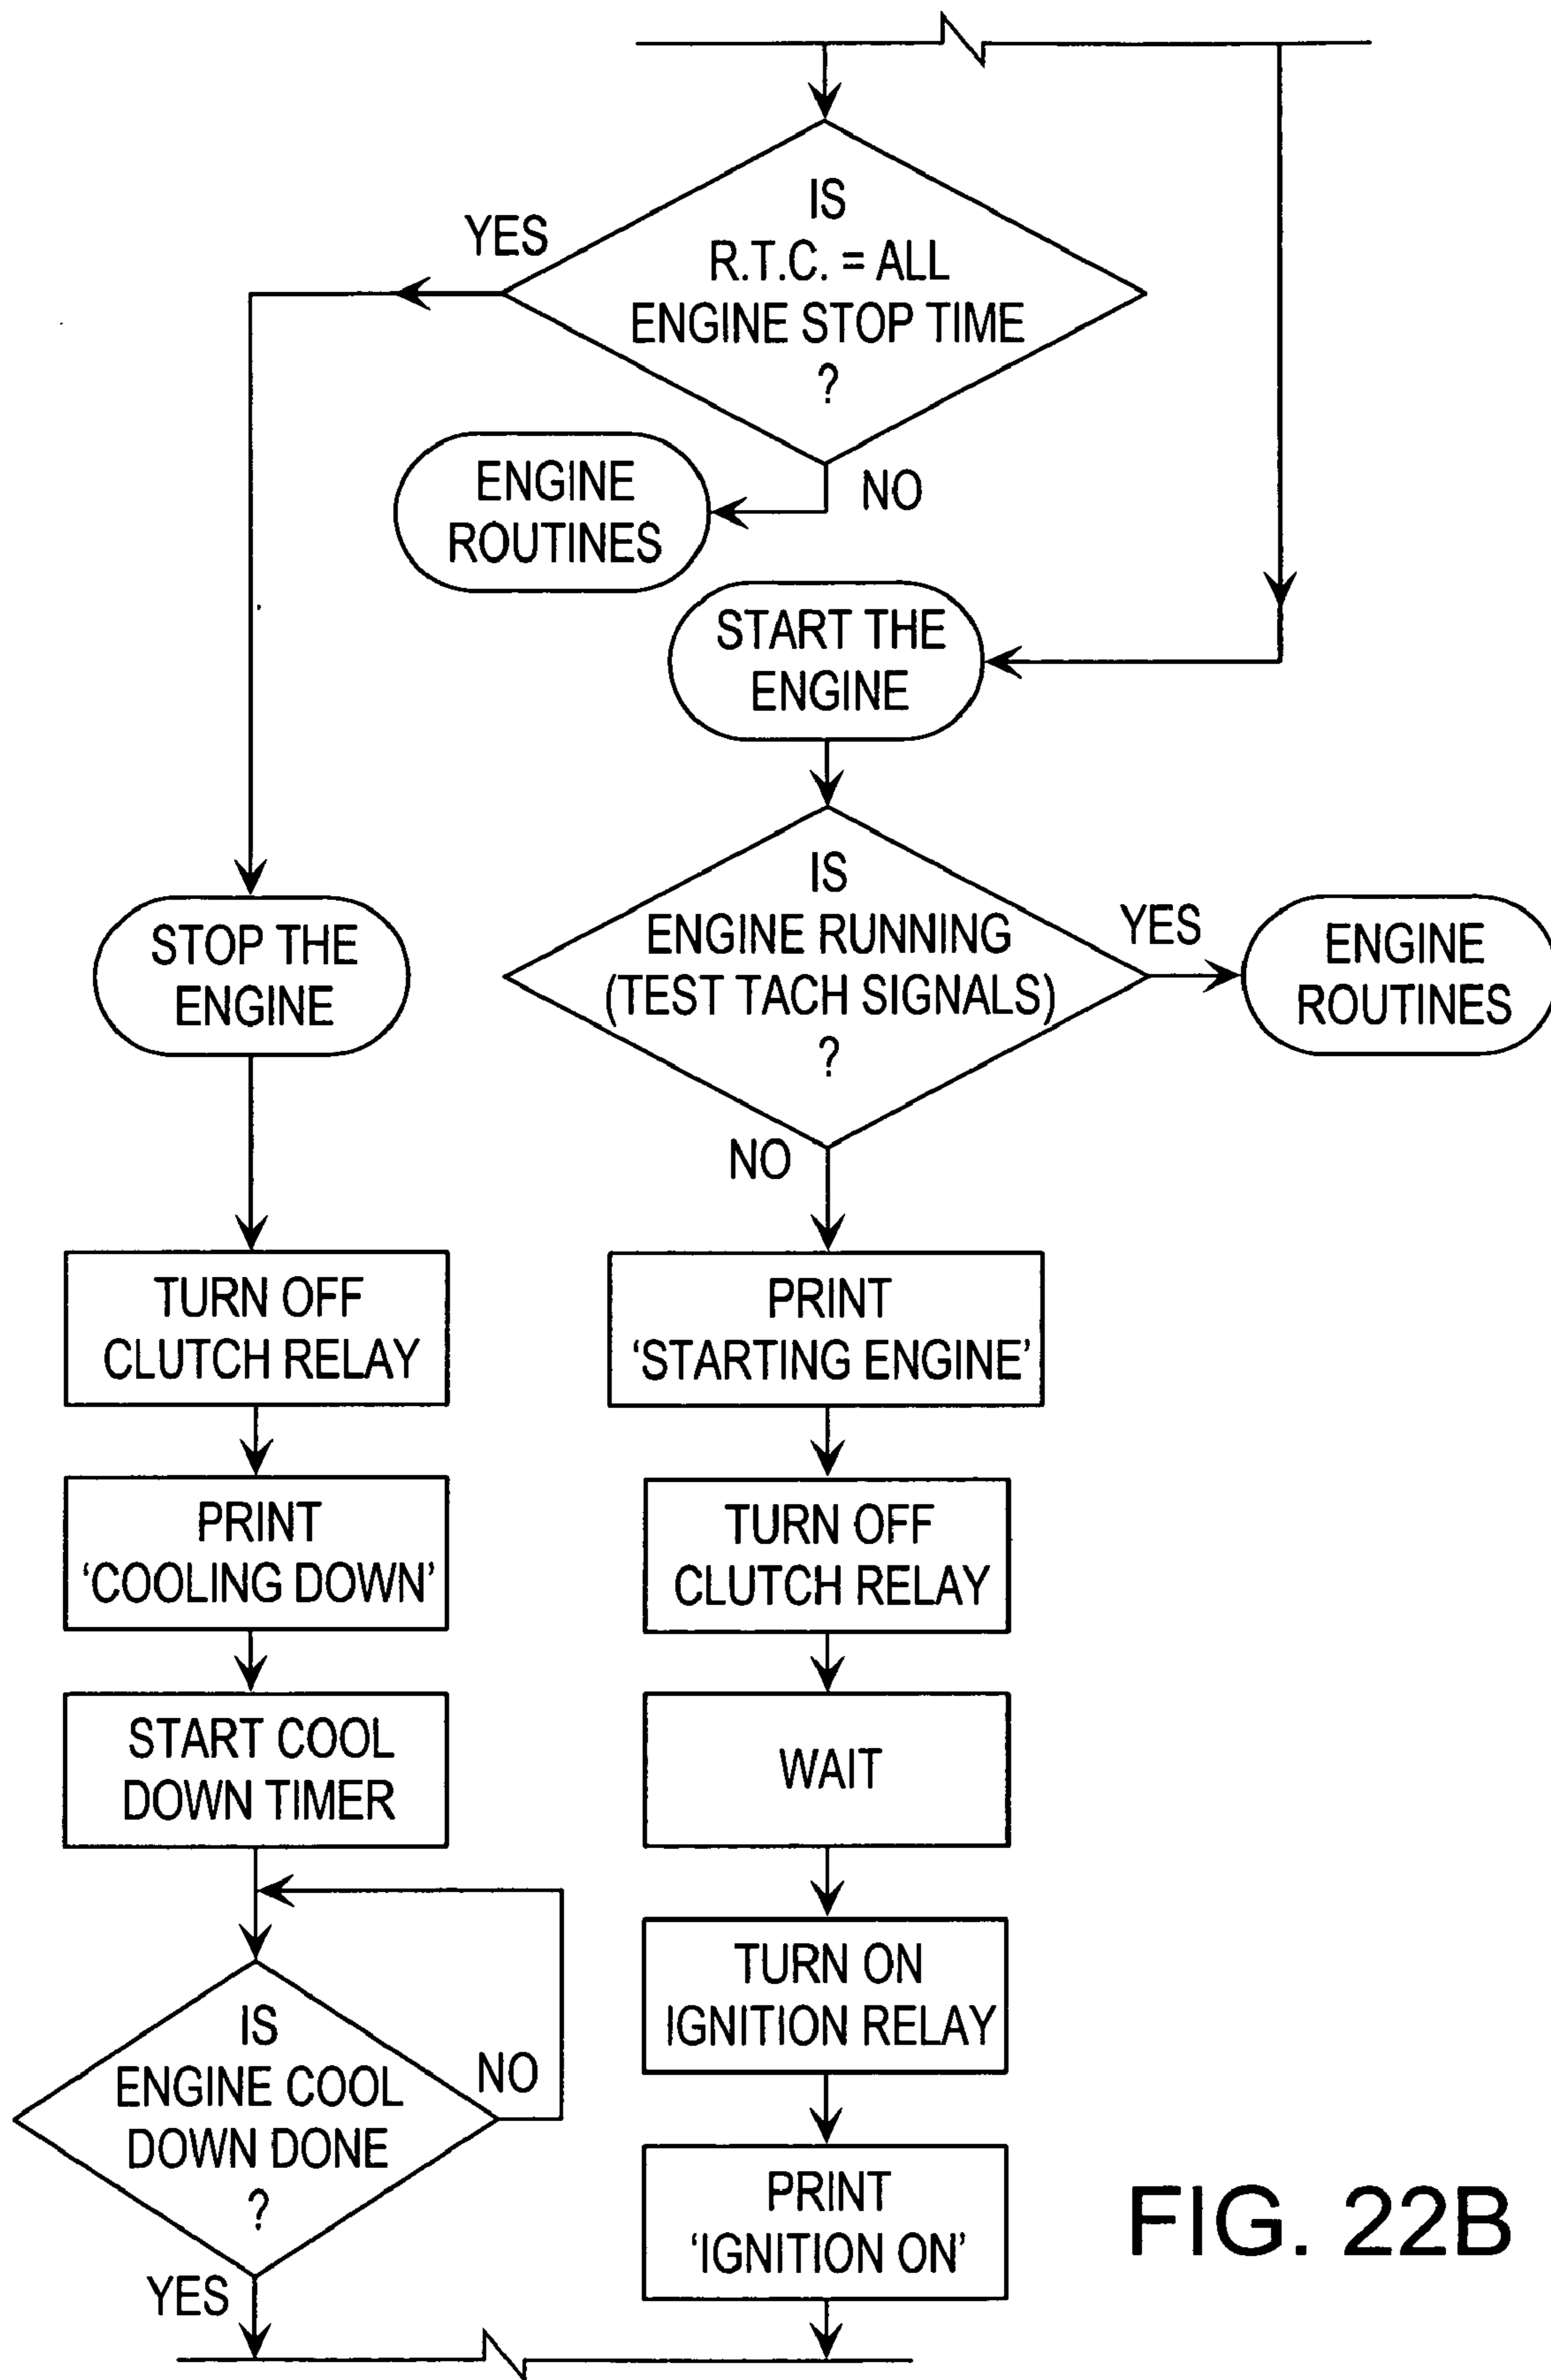 IS
R.T.C. = ALL
ENGINE STOP TIME
?
YES
NO
ENGINE
ROUTINES
START THE
ENGINE
IS
ENGINE RUNNING
(TEST TACH SIGNALS)
?
YES
ENGINE
ROUTINES
NO
STOP THE
ENGINE
TURN OFF
CLUTCH RELAY
PRINT
‘COOLING DOWN’
START COOL
DOWN TIMER
IS
ENGINE COOL
DOWN DONE
?
NO
YES
PRINT
‘STARTING ENGINE’
TURN OFF
CLUTCH RELAY
WAIT
TURN ON
IGNITION RELAY
PRINT
‘IGNITION ON’
FIG. 22B